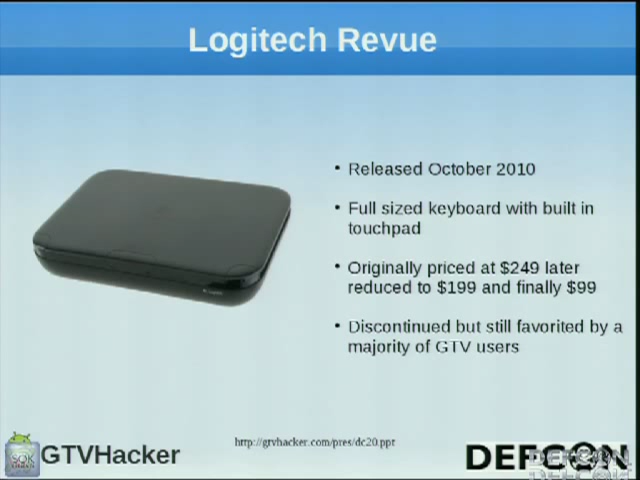 Logitech Revue
• Released October 2010
• Full sized keyboard with built in
touchpad
• Originally priced at $249 later
reduced to $199 and finally $99
• Discontinued but still favorited by a
majority of GTV users
GTVHacker
http://gtvhacker.com/pres/dc20.ppt
DEFCON
DEFCON